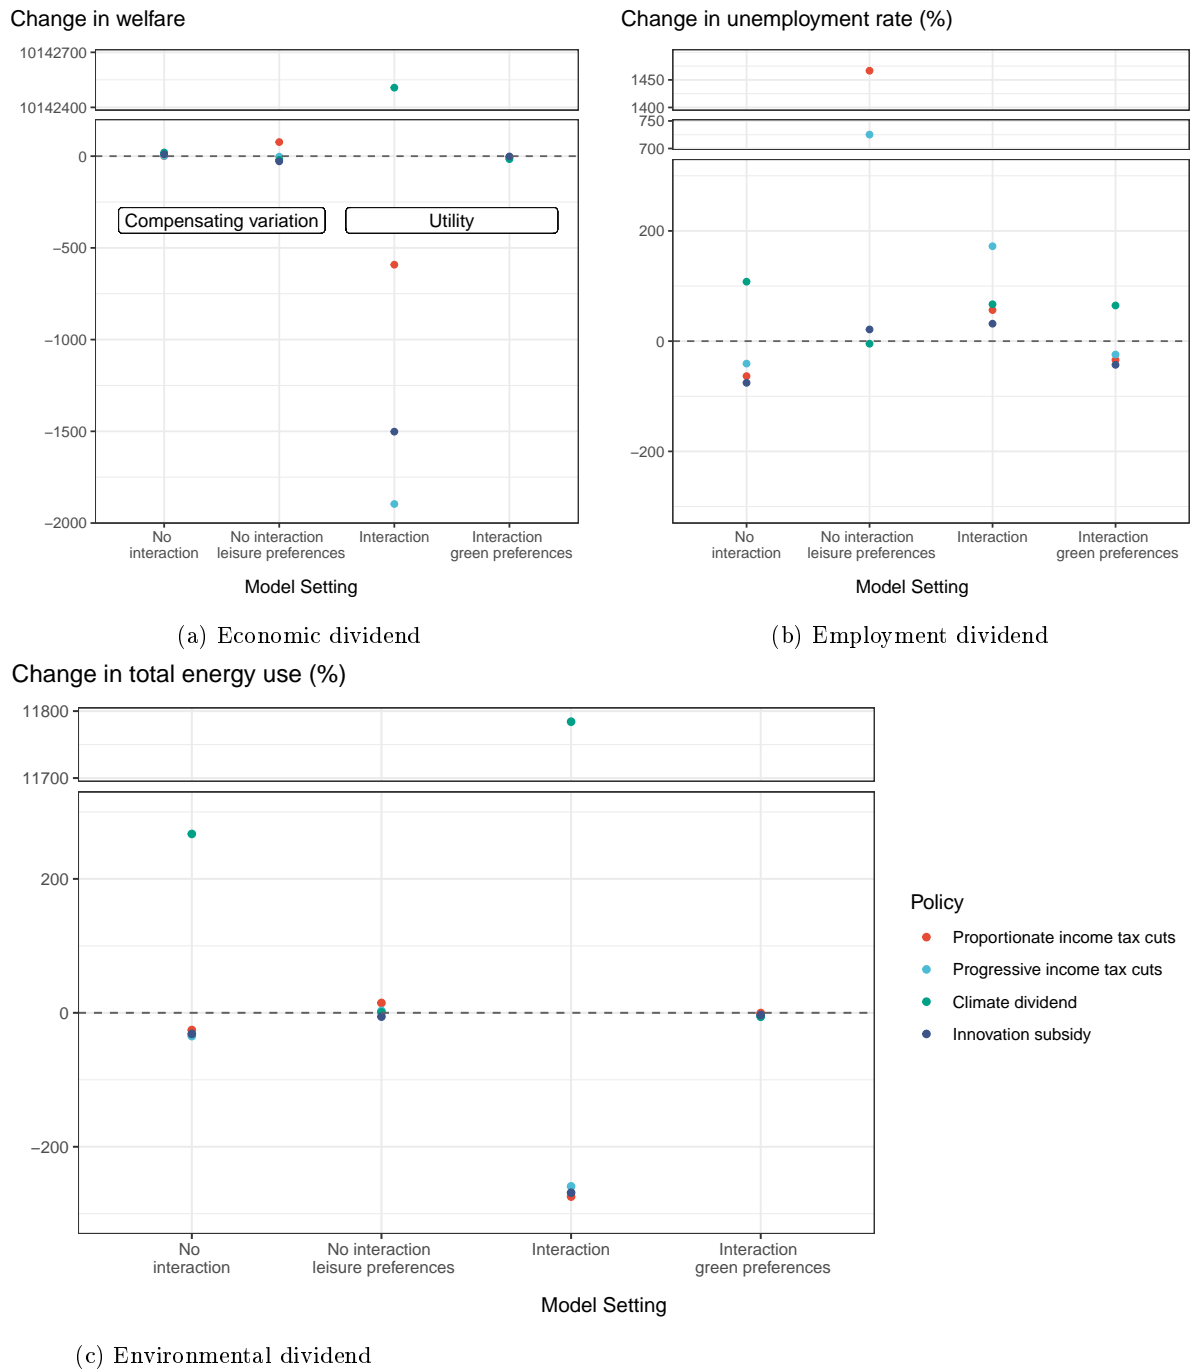 Change in welfare
10142700
10142400
0
−500
−1000
−1500
−2000
Compensating variation
Utility
No
interaction
No interaction
leisure preferences
Interaction
Interaction
green preferences
Model Setting
(a) Economic dividend
Change in unemployment rate (%)
1450
1400
750
700
200
0
−200
No
interaction
No interaction
leisure preferences
Interaction
Interaction
green preferences
Model Setting
(b) Employment dividend
Change in total energy use (%)
11800
11700
200
0
−200
No
interaction
No interaction
leisure preferences
Interaction
Interaction
green preferences
Model Setting
Policy
Proportionate income tax cuts
Progressive income tax cuts
Climate dividend
Innovation subsidy
(c) Environmental dividend